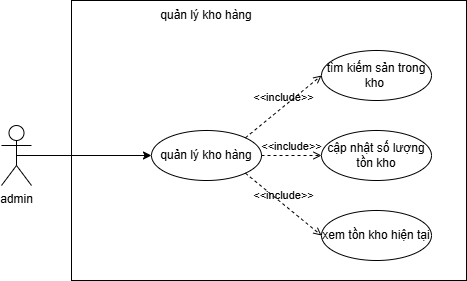 quản lý kho hàng
tìm kiếm sản trong
kho
<<include>>
cập nhật số lượng
tồn kho
<<include>>
quản lý kho hàng
<<include>>
admin
xem tồn kho hiện tại